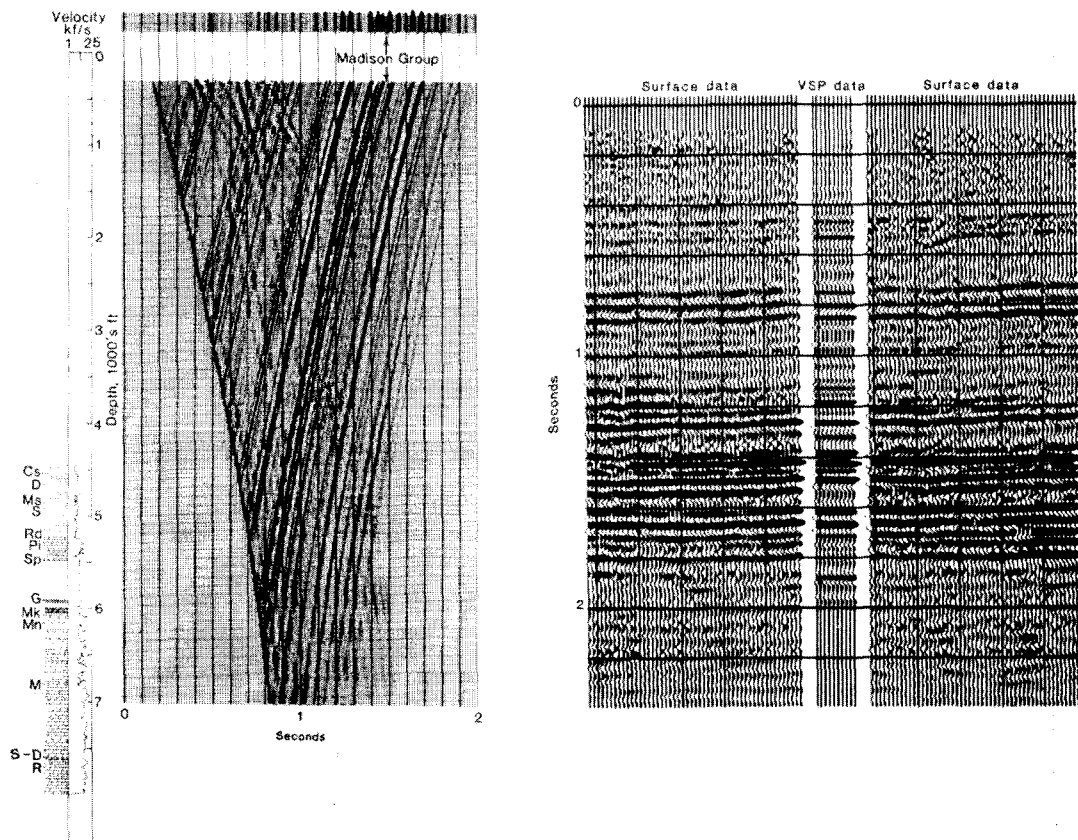 Velocity
kf/s
1 25
0
Madison Group
1
2
3
4
5
6
7
Depth, 1000's ft
Cs
D
Ms
S
Rd
Pi
Sp
G
Mk
Mn
M
S-D
R
0 1 2
Seconds
Surface data VSP data Surface data
0
1
2
Seconds